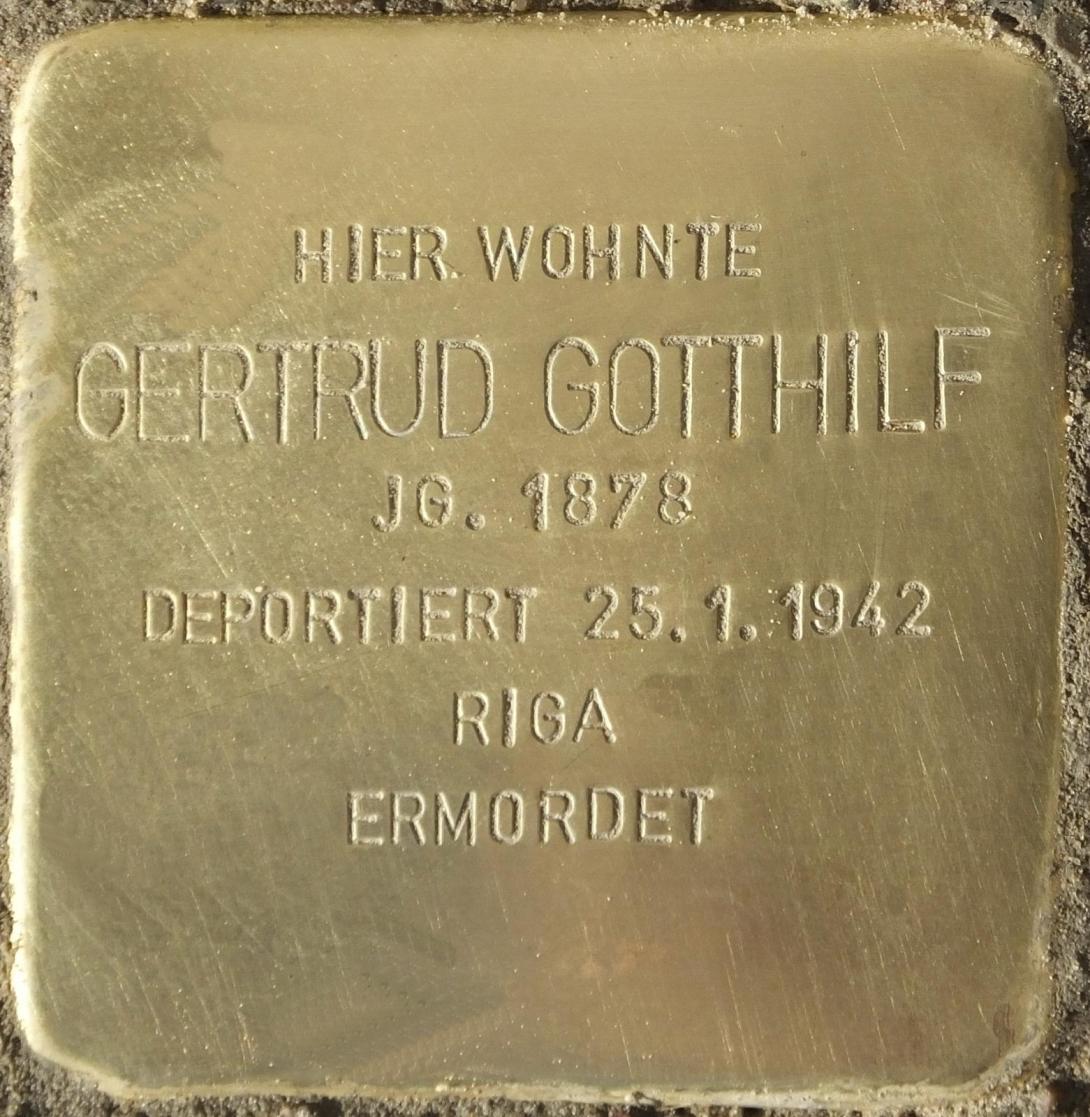 HIER WOHNTE
GERTRUD GOTTHILF
JG. 1878
DEPORTIERT 25.1.1942
RIGA
ERMORDET